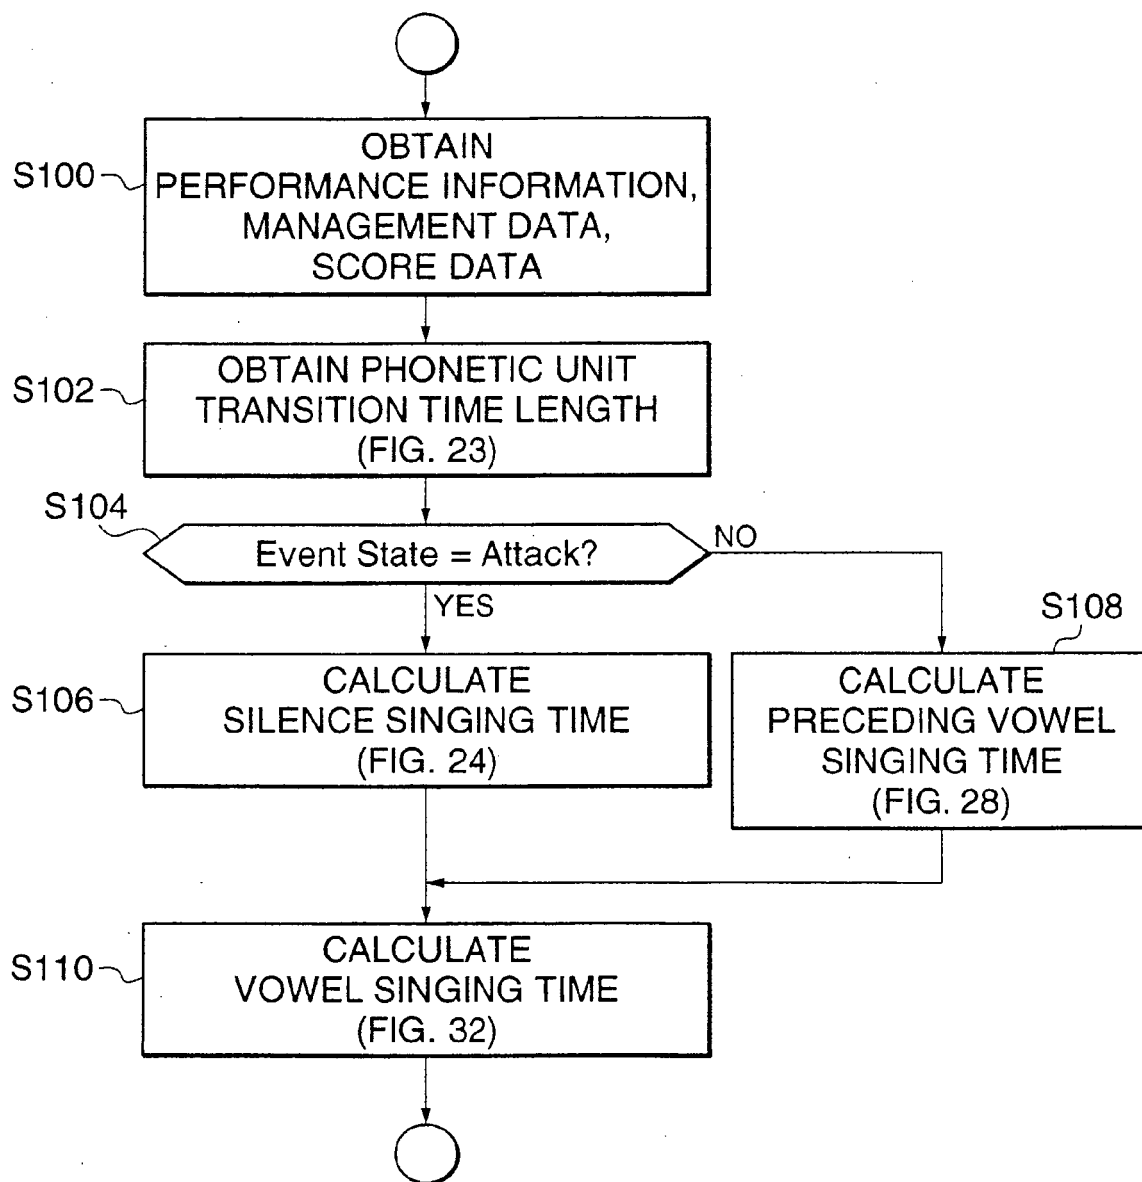 S100
OBTAIN
PERFORMANCE INFORMATION,
MANAGEMENT DATA,
SCORE DATA
S102
OBTAIN PHONETIC UNIT
TRANSITION TIME LENGTH
(FIG. 23)
S104
Event State = Attack?
NO
YES
S106
CALCULATE
SILENCE SINGING TIME
(FIG. 24)
S108
CALCULATE
PRECEDING VOWEL
SINGING TIME
(FIG. 28)
S110
CALCULATE
VOWEL SINGING TIME
(FIG. 32)